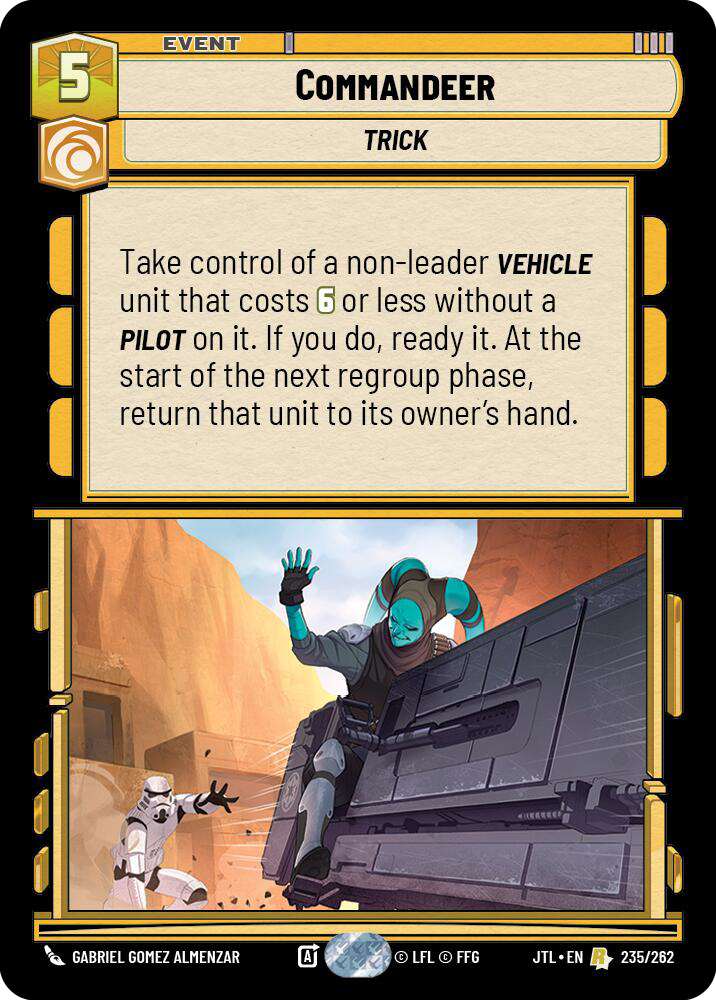 EVENT
5
COMMANDEER
TRICK
Take control of a non-leader VEHICLE
unit that costs 6 or less without a
PILOT on it. If you do, ready it. At the
start of the next regroup phase,
return that unit to its owner's hand.
GABRIEL GOMEZ ALMENZAR A © LFL © FFG JTL • EN R 235/262